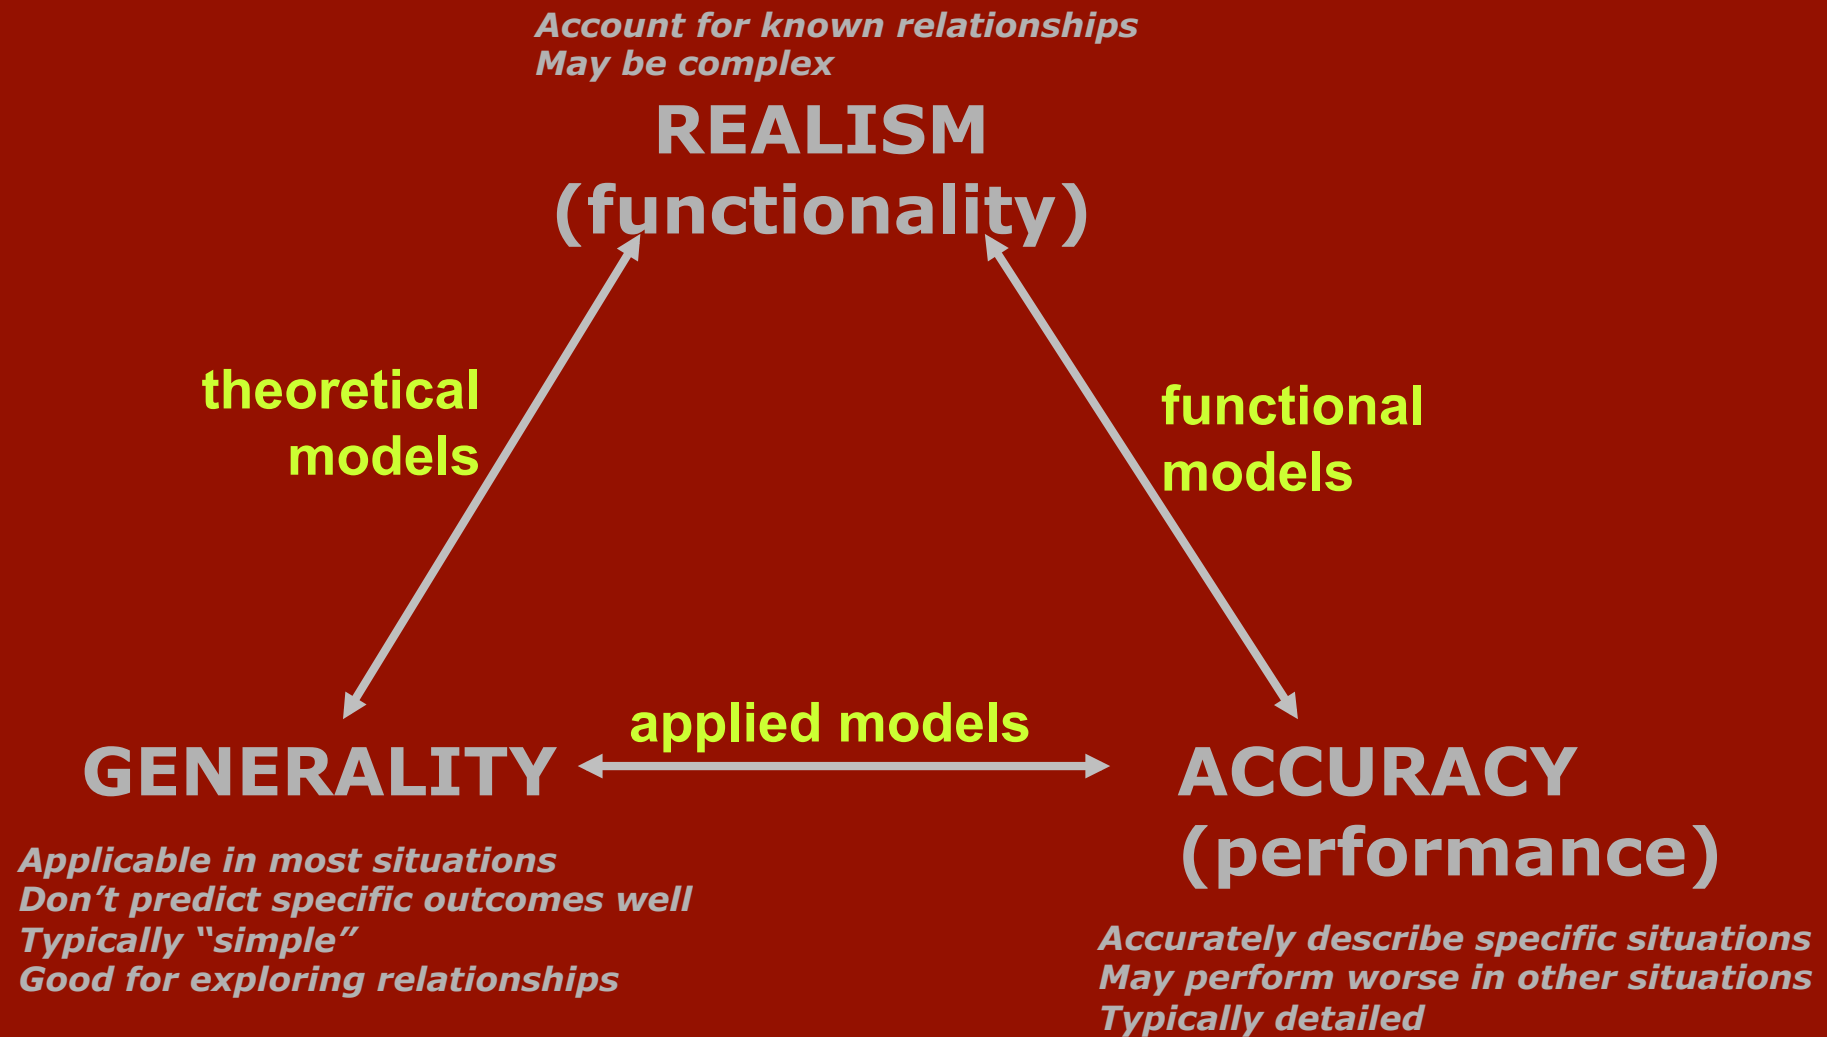 Account for known relationships
May be complex
REALISM
(functionality)
theoretical
models
functional
models
applied models
GENERALITY
Applicable in most situations
Don’t predict specific outcomes well
Typically “simple”
Good for exploring relationships
ACCURACY
(performance)
Accurately describe specific situations
May perform worse in other situations
Typically detailed